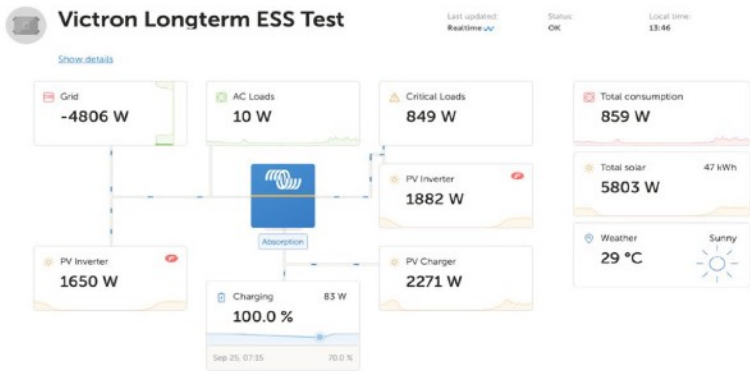 Victron Longterm ESS Test
Last updated:
Realtime
Status:
OK
Local time:
13:46
Show details
Grid
-4806 W
AC Loads
10 W
Critical Loads
849 W
Total consumption
859 W
PV Inverter
1882 W
Total solar 47 kWh
5803 W
Absorption
Weather Sunny
29 °C
PV Inverter
1650 W
PV Charger
2271 W
Charging 83 W
100.0 %
Sep 25, 07:15 70.0 %